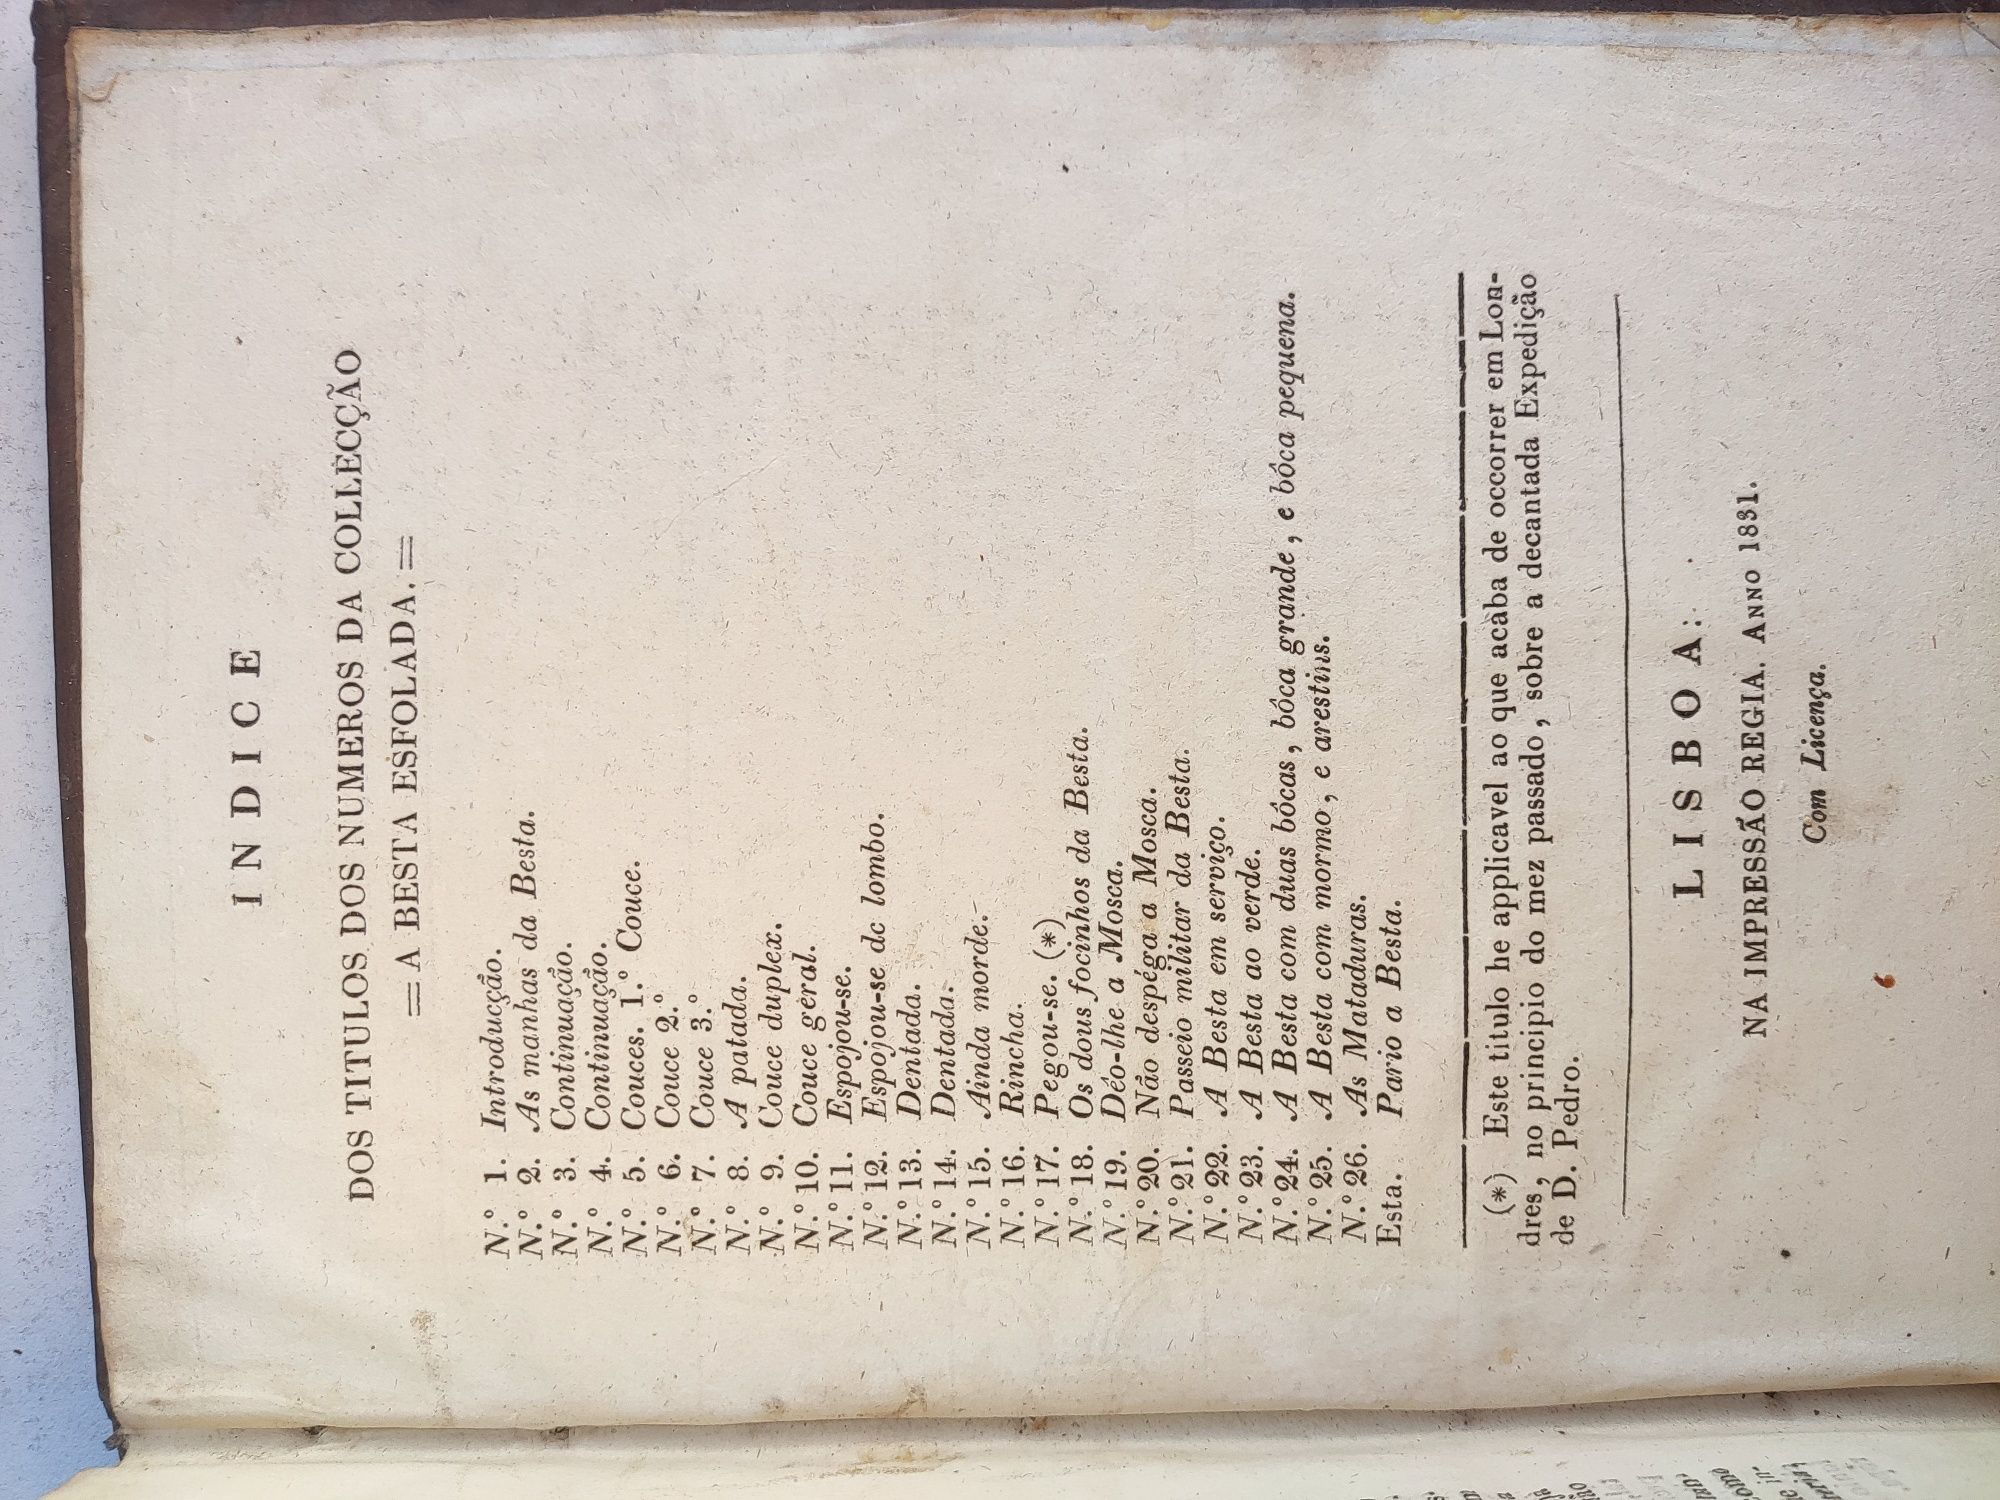 INDICE
DOS TITULOS DOS NUMEROS DA COLLECÇÃO
= A BESTA ESFOLADA. =
N.º 1. Introducção.
N.º 2. As manhas da Besta.
N.º 3. Continuação.
N.º 4. Continuação.
N.º 5. Couces. 1.º Couce.
N.º 6. Couce 2.º
N.º 7. Couce 3.º
N.º 8. A patada.
N.º 9. Couce duplex.
N.º 10. Couce geral.
N.º 11. Espojou-se.
N.º 12. Espojou-se de lombo.
N.º 13. Dentada.
N.º 14. Dentada.
N.º 15. Ainda morde.
N.º 16. Rincha.
N.º 17. Pegou-se. (*)
N.º 18. Os dous focinhos da Besta.
N.º 19. Déo-lhe a Mosca.
N.º 20. Não despéga a Mosca.
N.º 21. Passeio militar da Besta.
N.º 22. A Besta em serviço.
N.º 23. A Besta ao verde.
N.º 24. A Besta com duas bôcas, bôca grande, e bôca pequena.
N.º 25. A Besta com mormo, e arestins.
N.º 26. As Mataduras.
Esta. Pario a Besta.
(*) Este titulo he applicavel ao que acaba de occorrer em Lon-
dres, no principio do mez passado, sobre a decantada Expedição
de D. Pedro.
LISBOA:
NA IMPRESSÃO REGIA. ANNO 1831.
Com Licença.